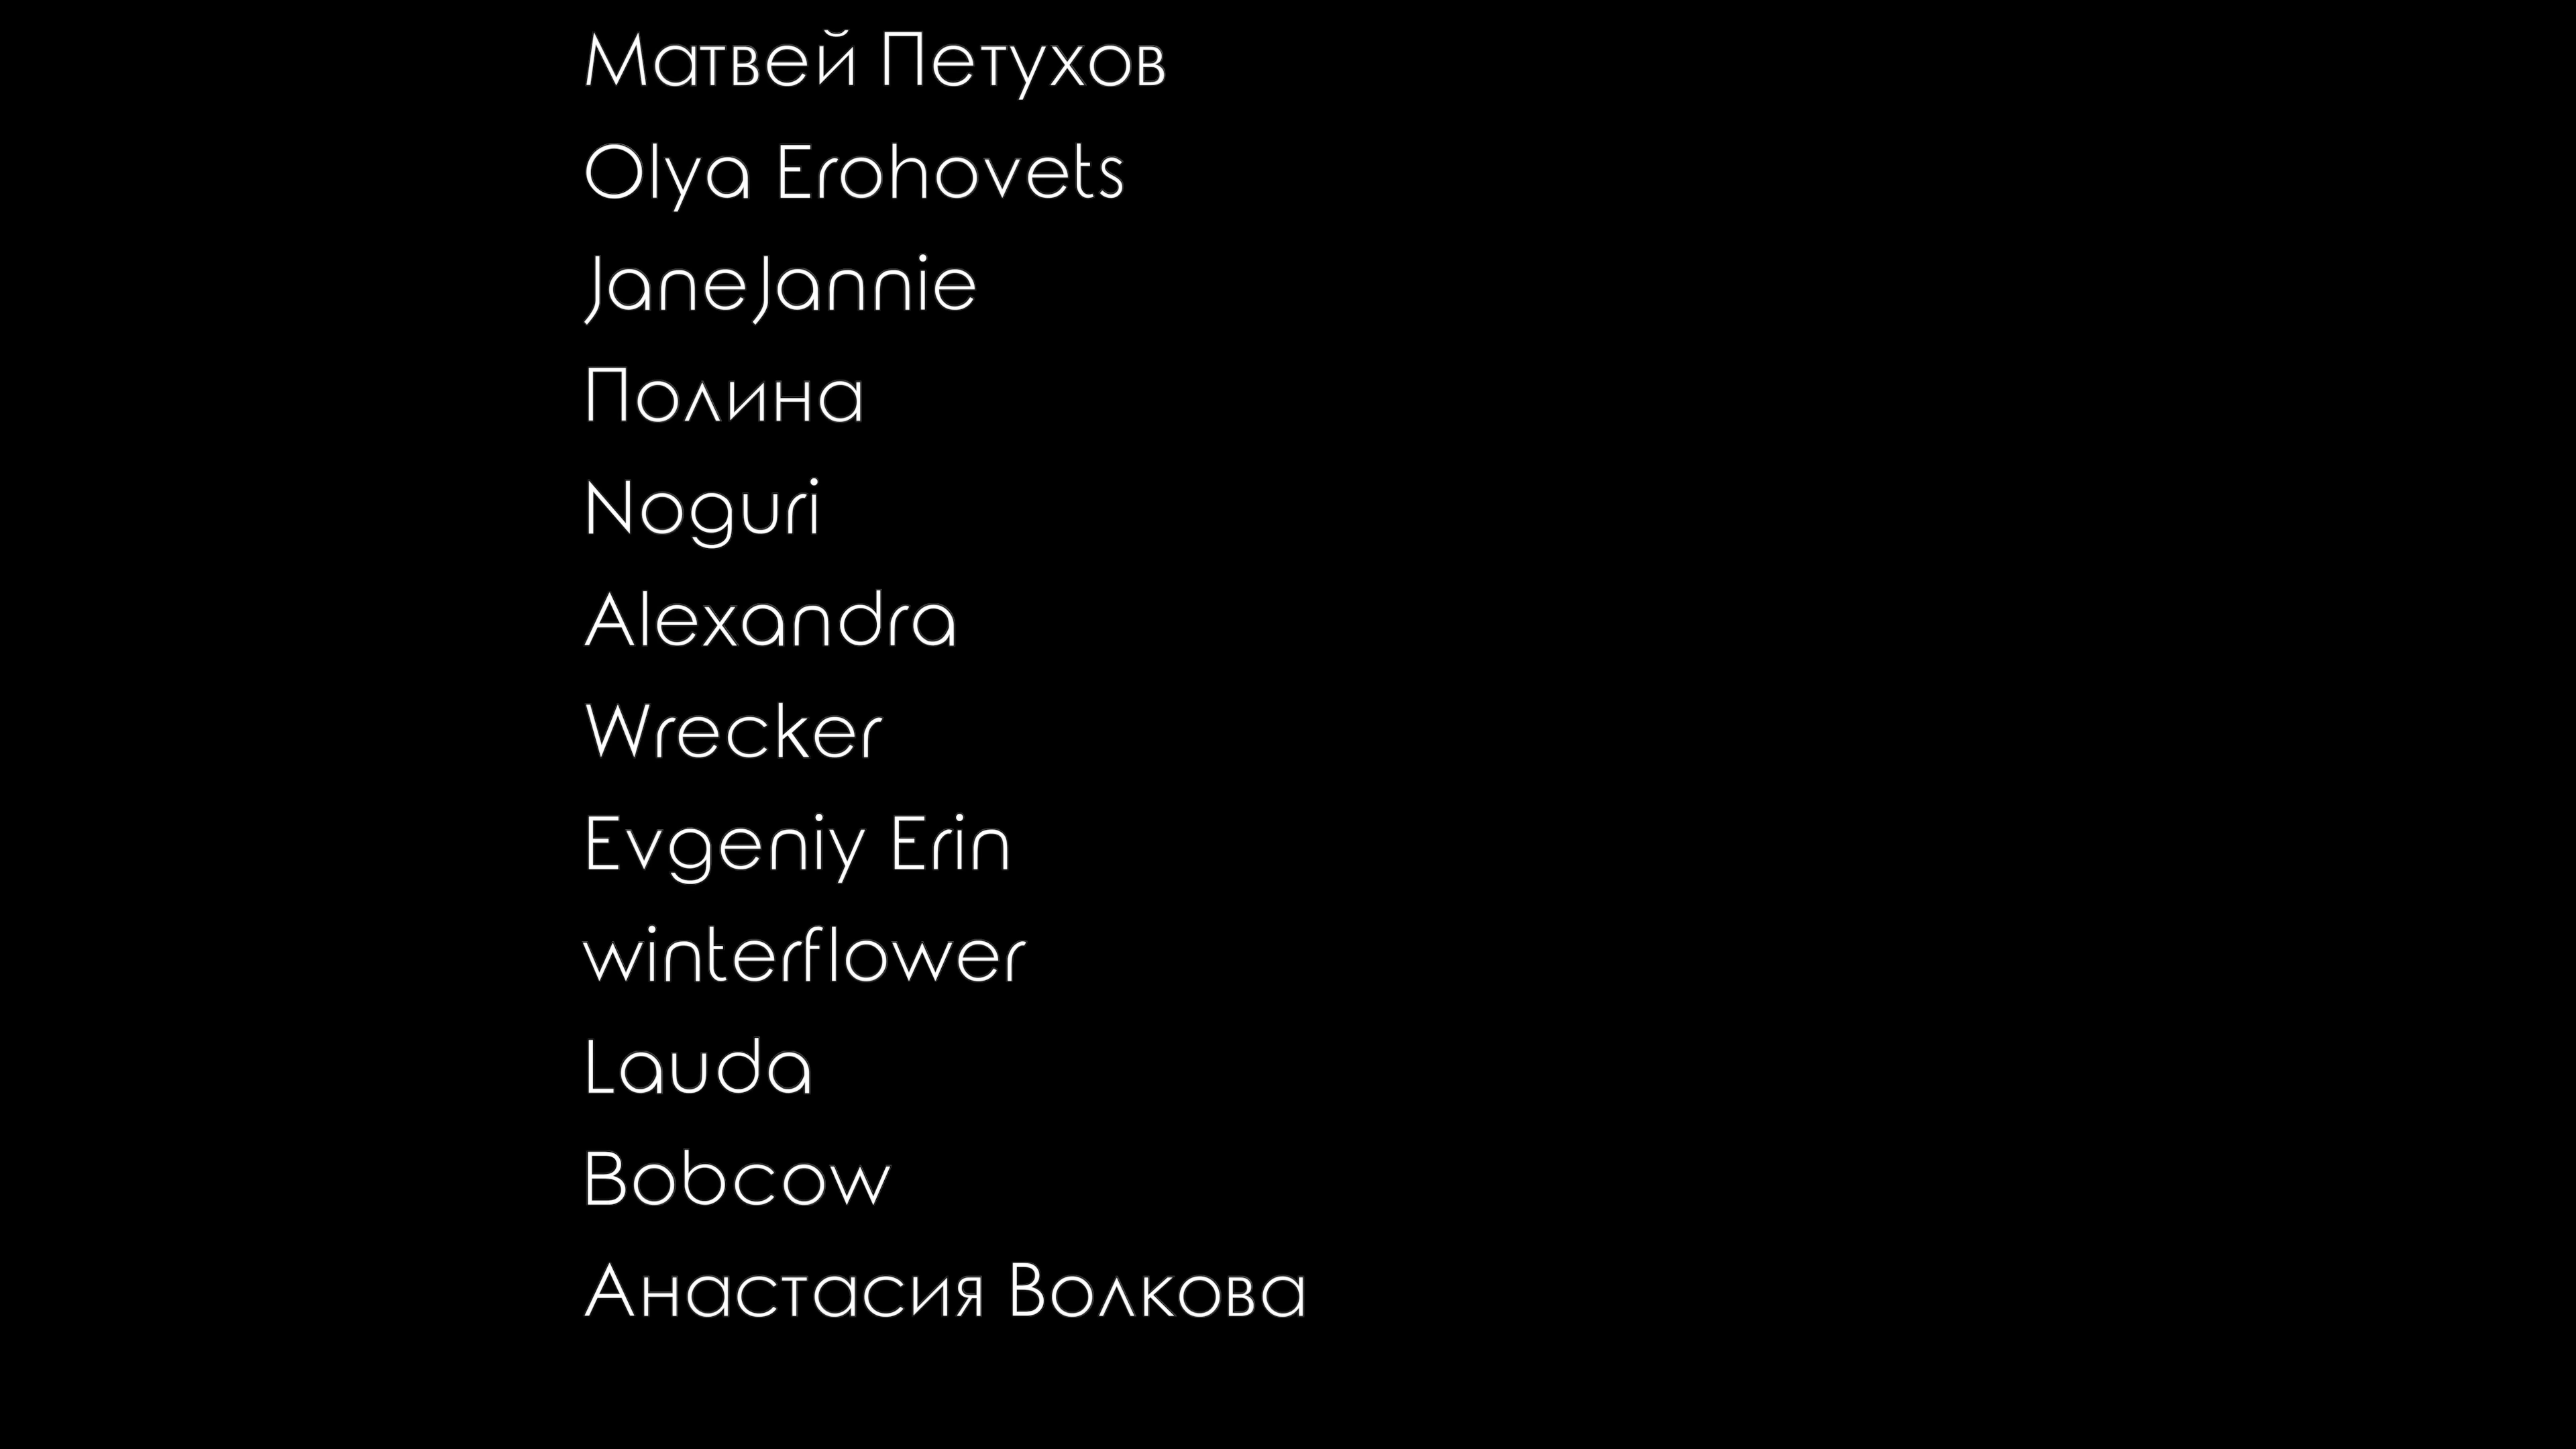 Матвей Петухов
Olya Erohovets
JaneJannie
Полина
Noguri
Alexandra
Wrecker
Evgeniy Erin
winterflower
Lauda
Bobcow
Анастасия Волкова